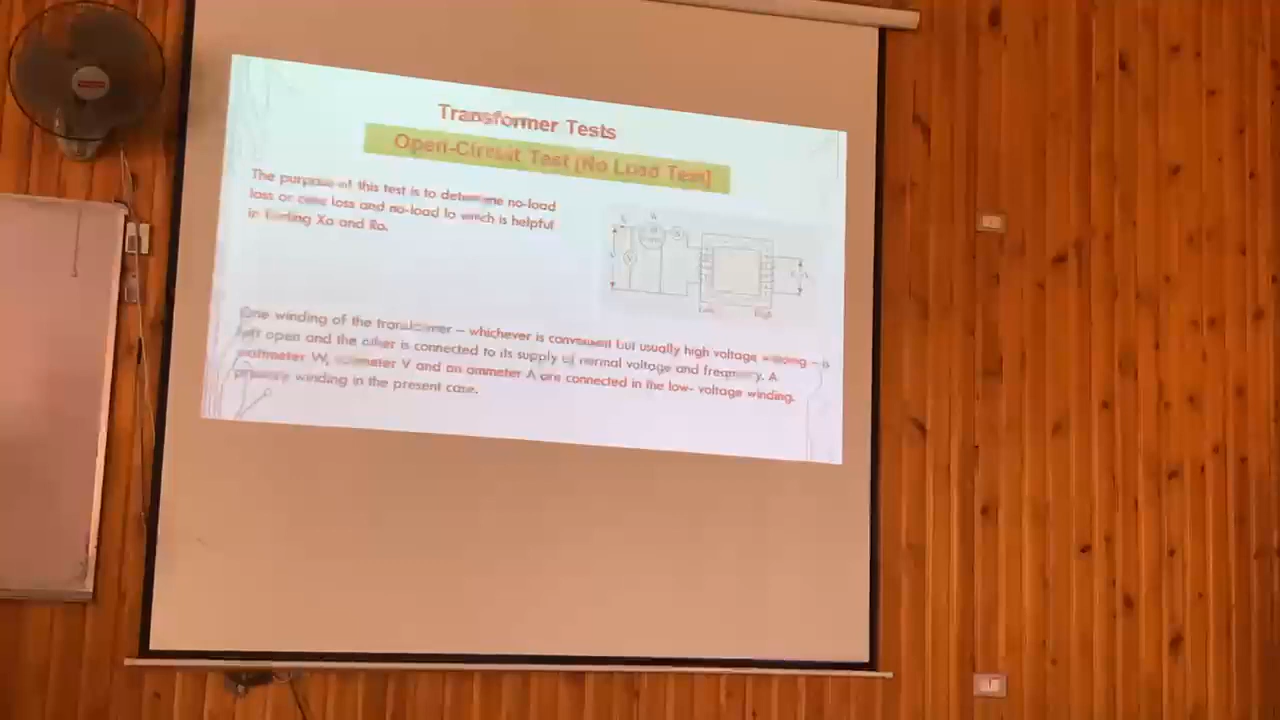 Transformer Tests
Open-Circuit Test (No Load Test)
The purpose of this test is to determine no-load
loss or core loss and no-load Io which is helpful
in finding Xo and Ro.
Low
High
One winding of the transformer – whichever is convenient but usually high voltage winding – is
left open and the other is connected to its supply of normal voltage and frequency. A
wattmeter W, voltmeter V and an ammeter A are connected in the low- voltage winding.
primary winding in the present case.